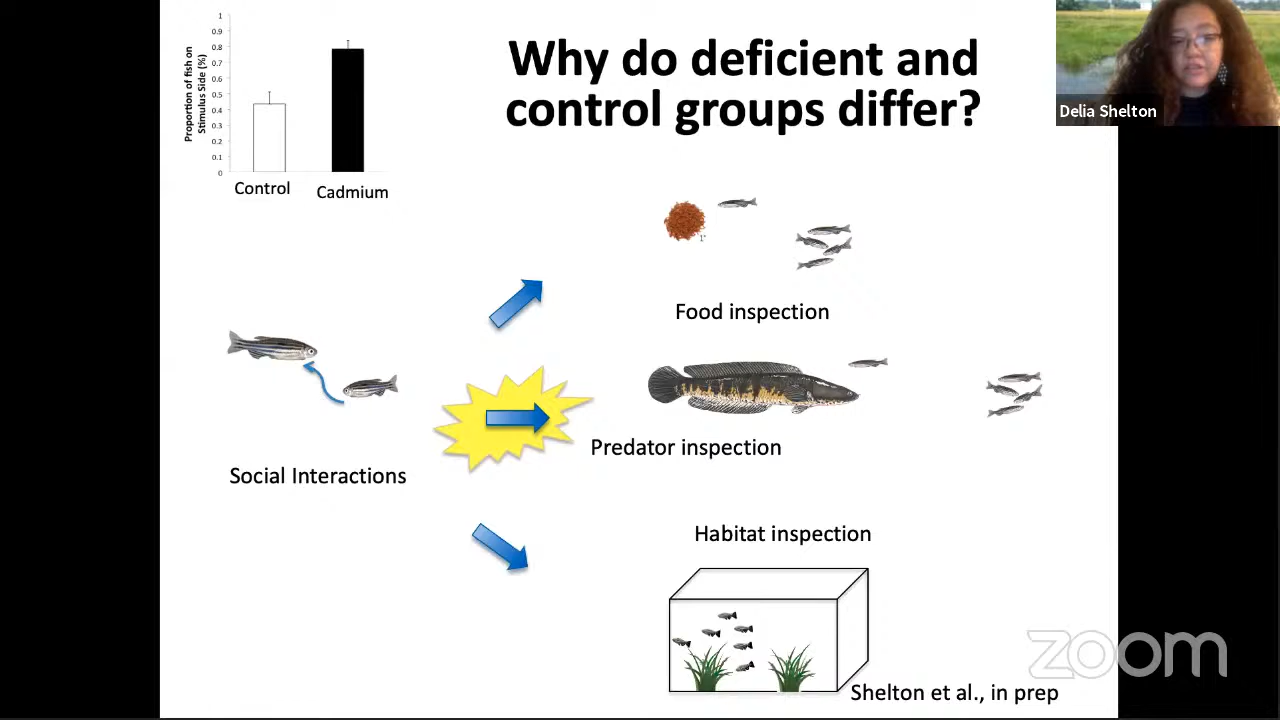 Why do deficient and
control groups differ?
Delia Shelton
Proportion of fish on
Stimulus Side (%)
1
0.9
0.8
0.7
0.6
0.5
0.4
0.3
0.2
0.1
0
Control
Cadmium
Food inspection
Predator inspection
Social Interactions
Habitat inspection
Shelton et al., in prep
zoom